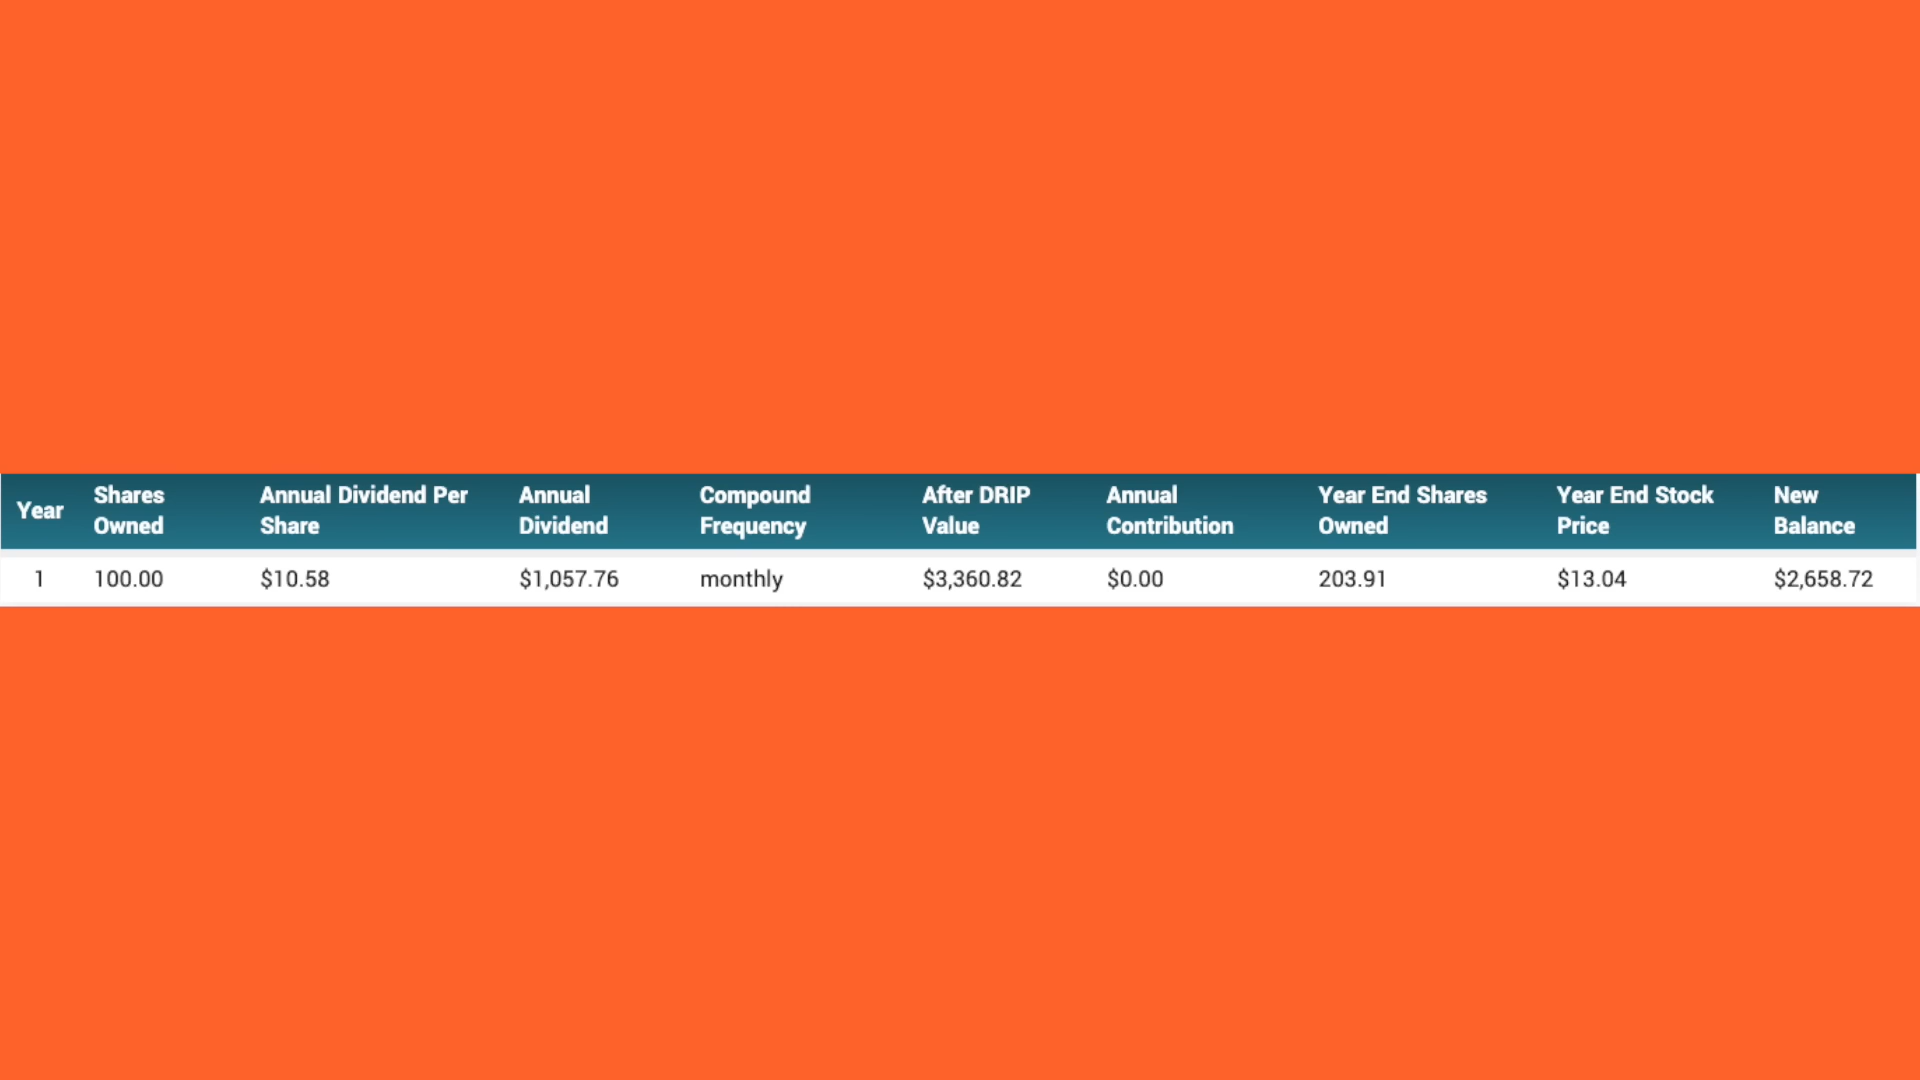 Year Shares Owned Annual Dividend Per Share Annual Dividend Compound Frequency After DRIP Value Annual Contribution Year End Shares Owned Year End Stock Price New Balance
1 100.00 $10.58 $1,057.76 monthly $3,360.82 $0.00 203.91 $13.04 $2,658.72